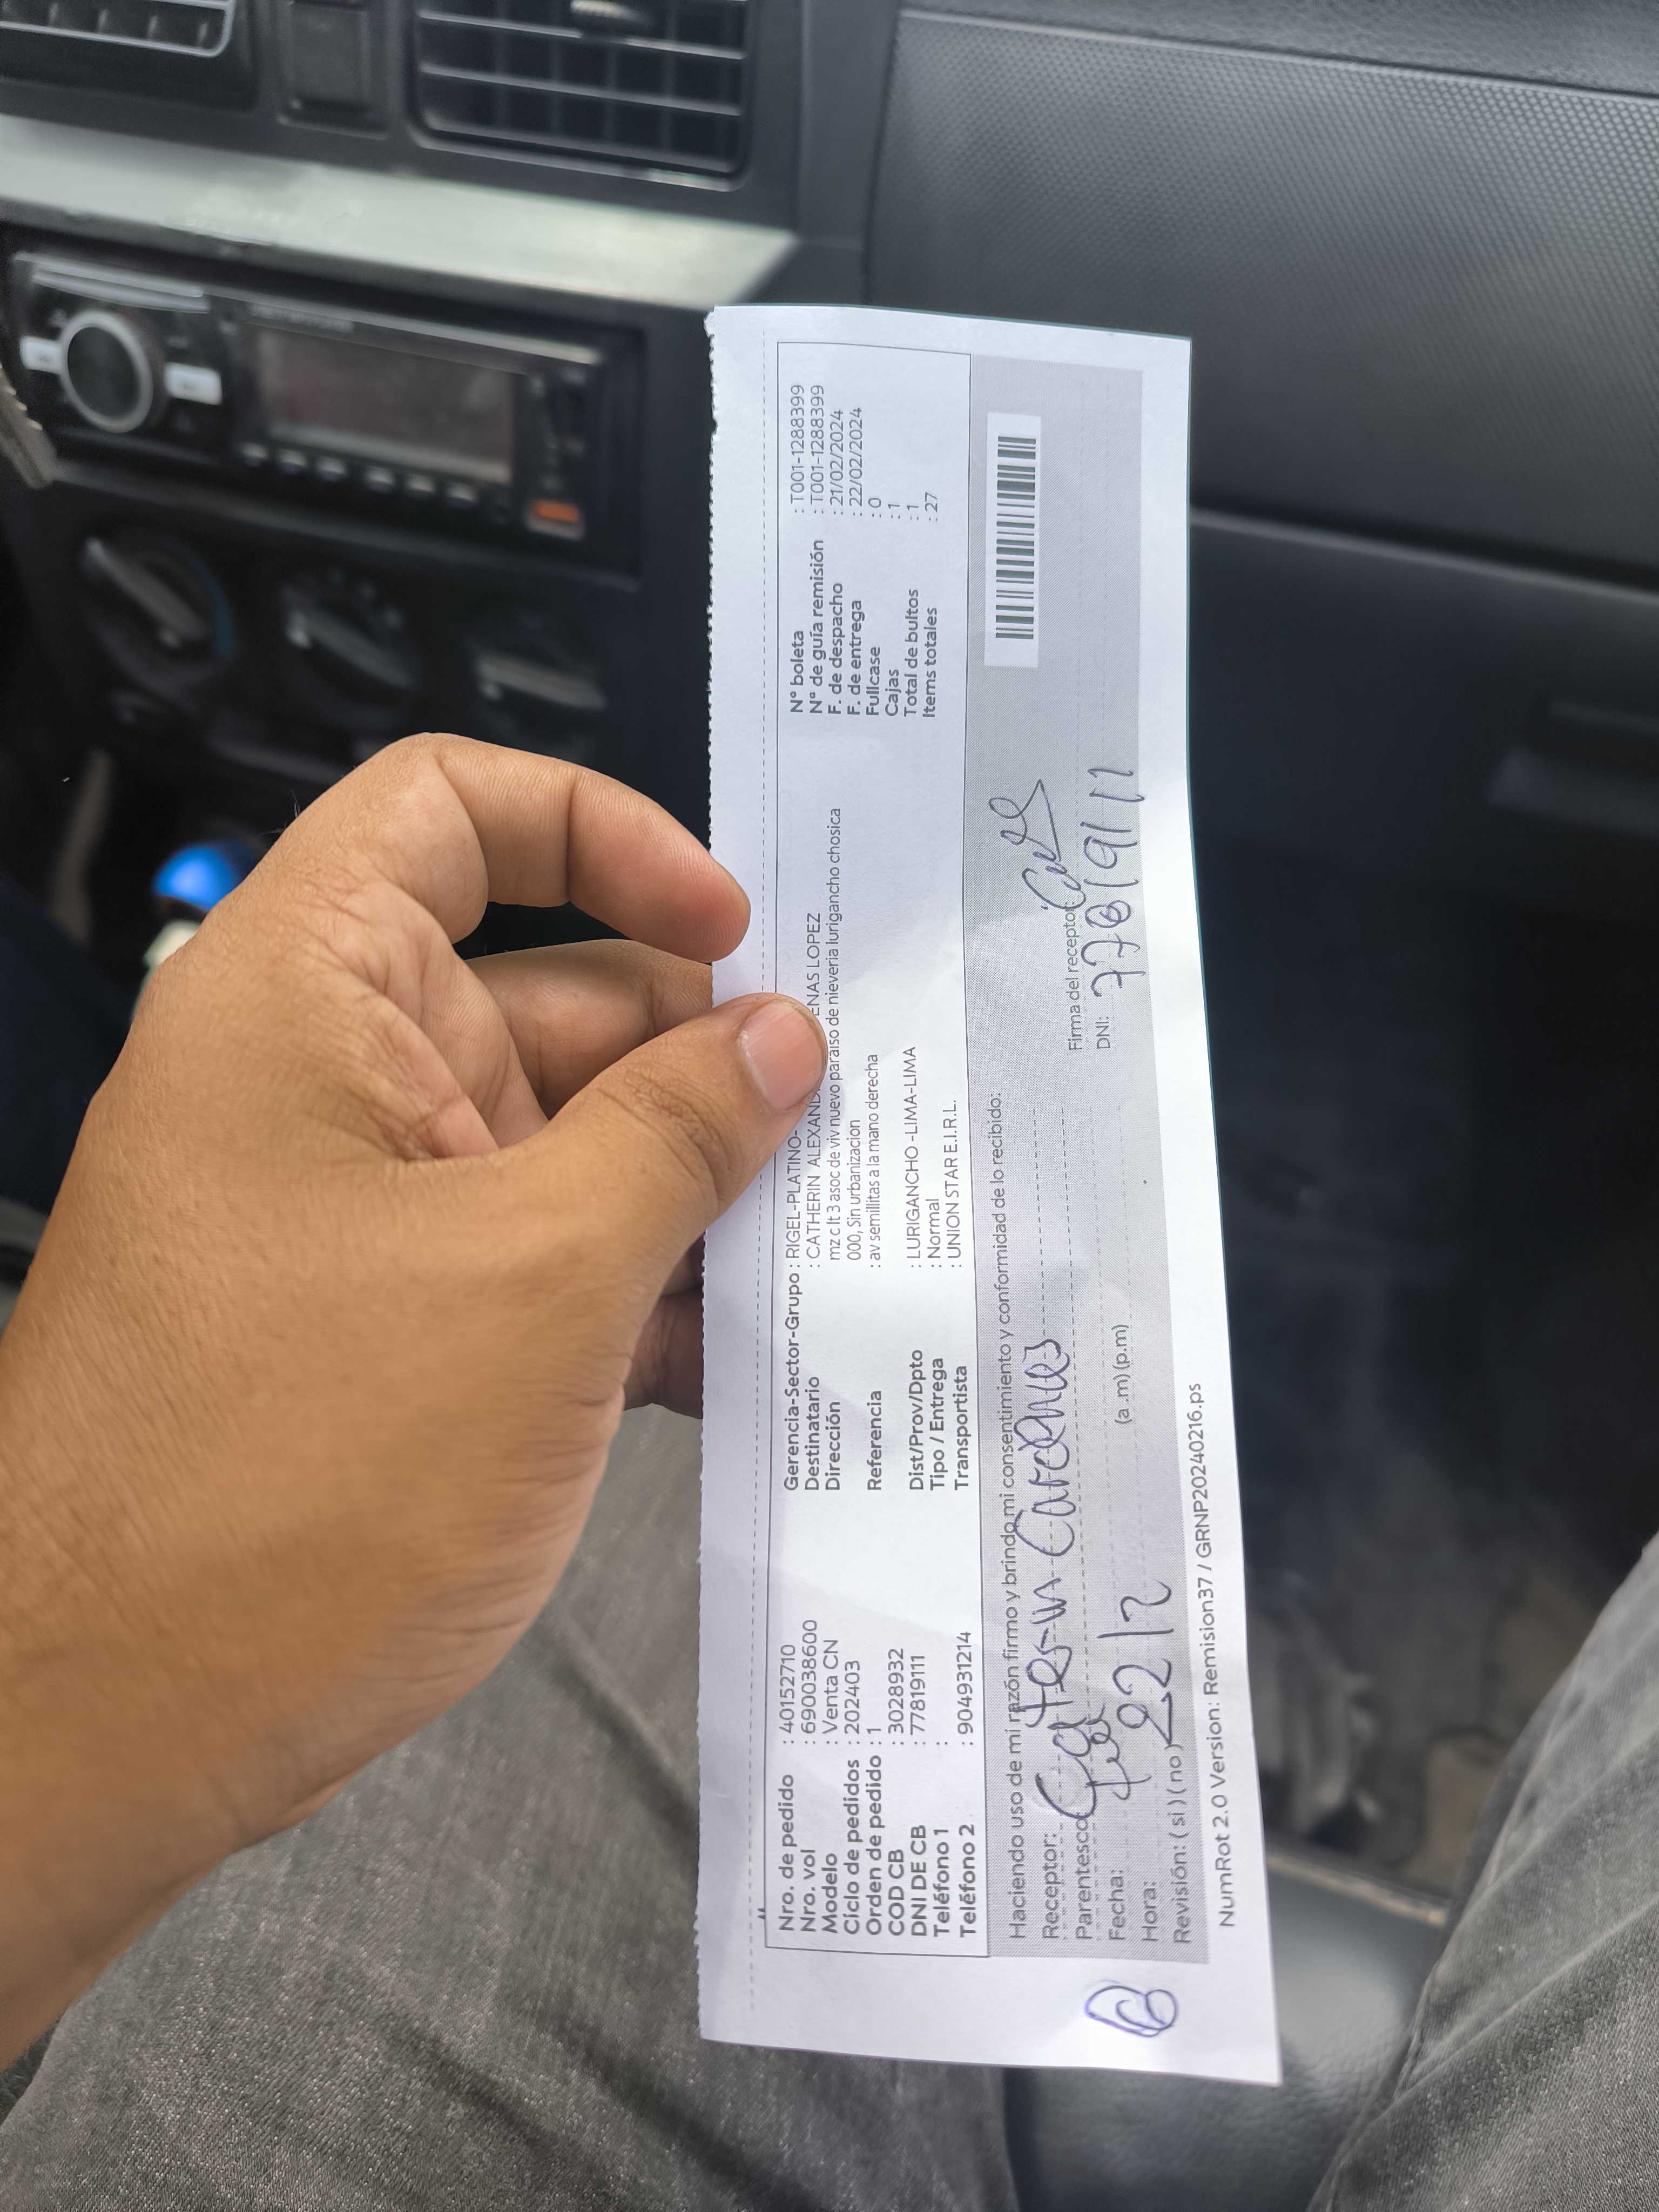 Nro. de pedido : 40152710
Nro. vol : 690038600
Modelo : Venta CN
Ciclo de pedidos : 202403
Orden de pedido : 1
COD CB : 3028932
DNI DE CB : 77819111
Teléfono 1 :
Teléfono 2 : 904931214
Gerencia-Sector-Grupo : RIGEL-PLATINO-
Destinatario : CATHERIN ALEXAND ENAS LOPEZ
Dirección mz c lt 3 asoc de viv nuevo paraiso de nieveria lurigancho chosica
000, Sin urbanizacion
Referencia : av semillitas a la mano derecha
Dist/Prov/Dpto : LURIGANCHO -LIMA-LIMA
Tipo / Entrega : Normal
Transportista : UNION STAR E.I.R.L.
N° boleta : T001-1288399
N° de guía remisión : T001-1288399
F. de despacho : 21/02/2024
F. de entrega : 22/02/2024
Fullcase : 0
Cajas : 1
Total de bultos : 1
Items totales : 27
Haciendo uso de mi razón firmo y brindo mi consentimiento y conformidad de lo recibido:
Receptor:
Parentesco:
Fecha: 22/2
Hora: (a .m) (p.m)
Revisión: ( si ) ( no )
Firma del receptor:
DNI: 77819111
NumRot 2.0 Version: Remision37 / GRNP20240216.ps